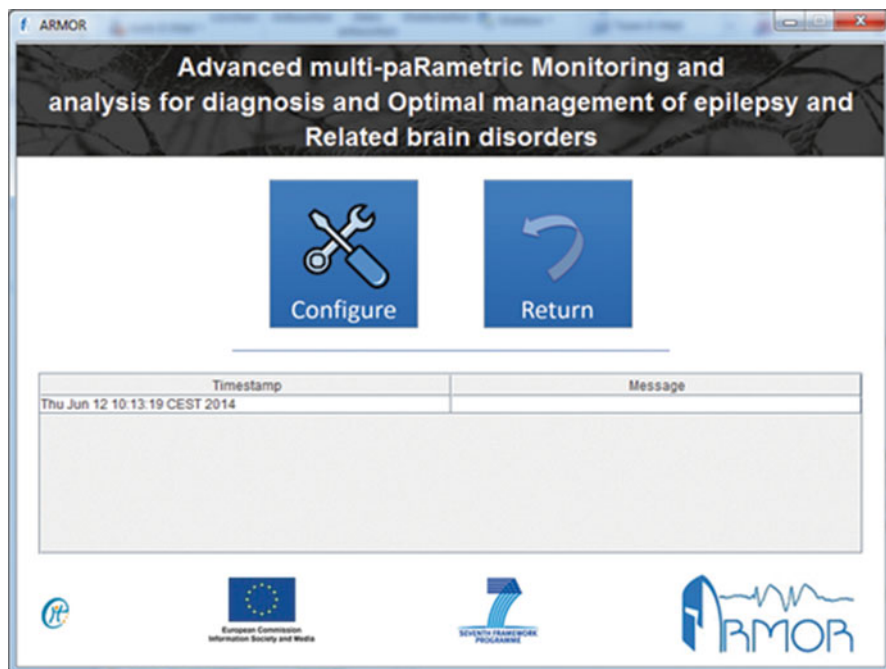 ARMOR
Advanced multi-paRametric Monitoring and
analysis for diagnosis and Optimal management of epilepsy and
Related brain disorders
Configure
Return
Timestamp
Message
Thu Jun 12 10:13:19 CEST 2014
European Commission
Information Society and Media
SEVENTH FRAMEWORK
PROGRAMME
ARMOR